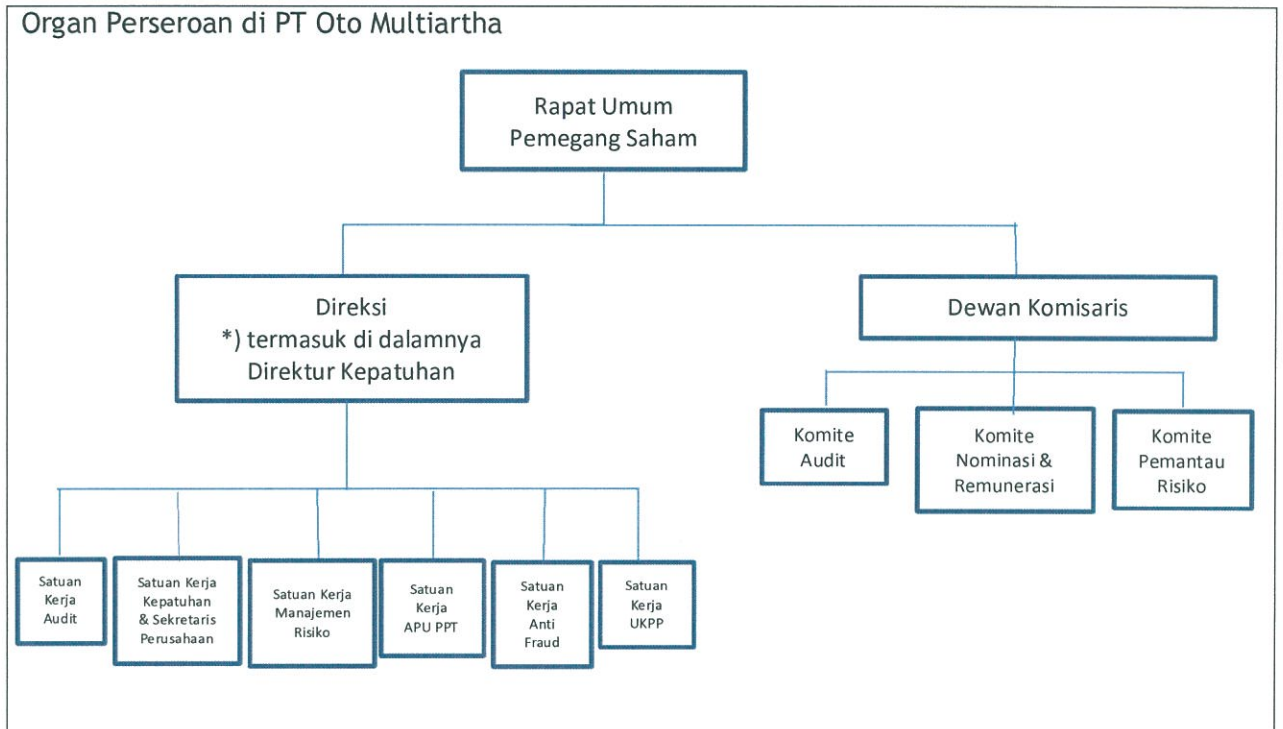 Organ Perseroan di PT Oto Multiartha
Rapat Umum
Pemegang Saham
Direksi
*) termasuk di dalamnya
Direktur Kepatuhan
Dewan Komisaris
Komite
Audit
Komite
Nominasi &
Remunerasi
Komite
Pemantau
Risiko
Satuan
Kerja
Audit
Satuan Kerja
Kepatuhan
& Sekretaris
Perusahaan
Satuan Kerja
Manajemen
Risiko
Satuan
Kerja
APU PPT
Satuan
Kerja
Anti
Fraud
Satuan
Kerja
UKPP